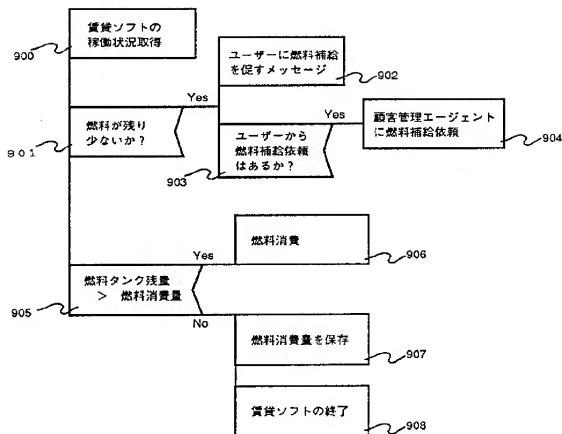 賃貸ソフトの
稼働状況取得
900
ユーザーに燃料補給
を促すメッセージ
902
Yes
燃料が残り
少ないか？
901
Yes
ユーザーから
燃料補給依頼
はあるか？
903
顧客管理エージェント
に燃料補給依頼
904
Yes
燃料消費
906
燃料タンク残量
＞ 燃料消費量
905
No
燃料消費量を保存
907
賃貸ソフトの終了
908